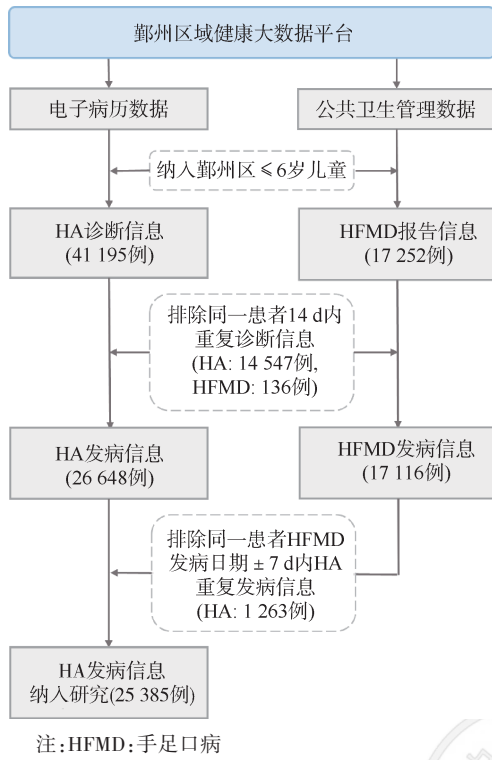 鄞州区域健康大数据平台
电子病历数据
公共卫生管理数据
纳入鄞州区≤6岁儿童
HA诊断信息
(41 195例)
HFMD报告信息
(17 252例)
排除同一患者14 d内
重复诊断信息
(HA: 14 547例,
HFMD: 136例)
HA发病信息
(26 648例)
HFMD发病信息
(17 116例)
排除同一患者HFMD
发病日期±7 d内HA
重复发病信息
(HA: 1 263例)
HA发病信息
纳入研究(25 385例)
注:HFMD:手足口病